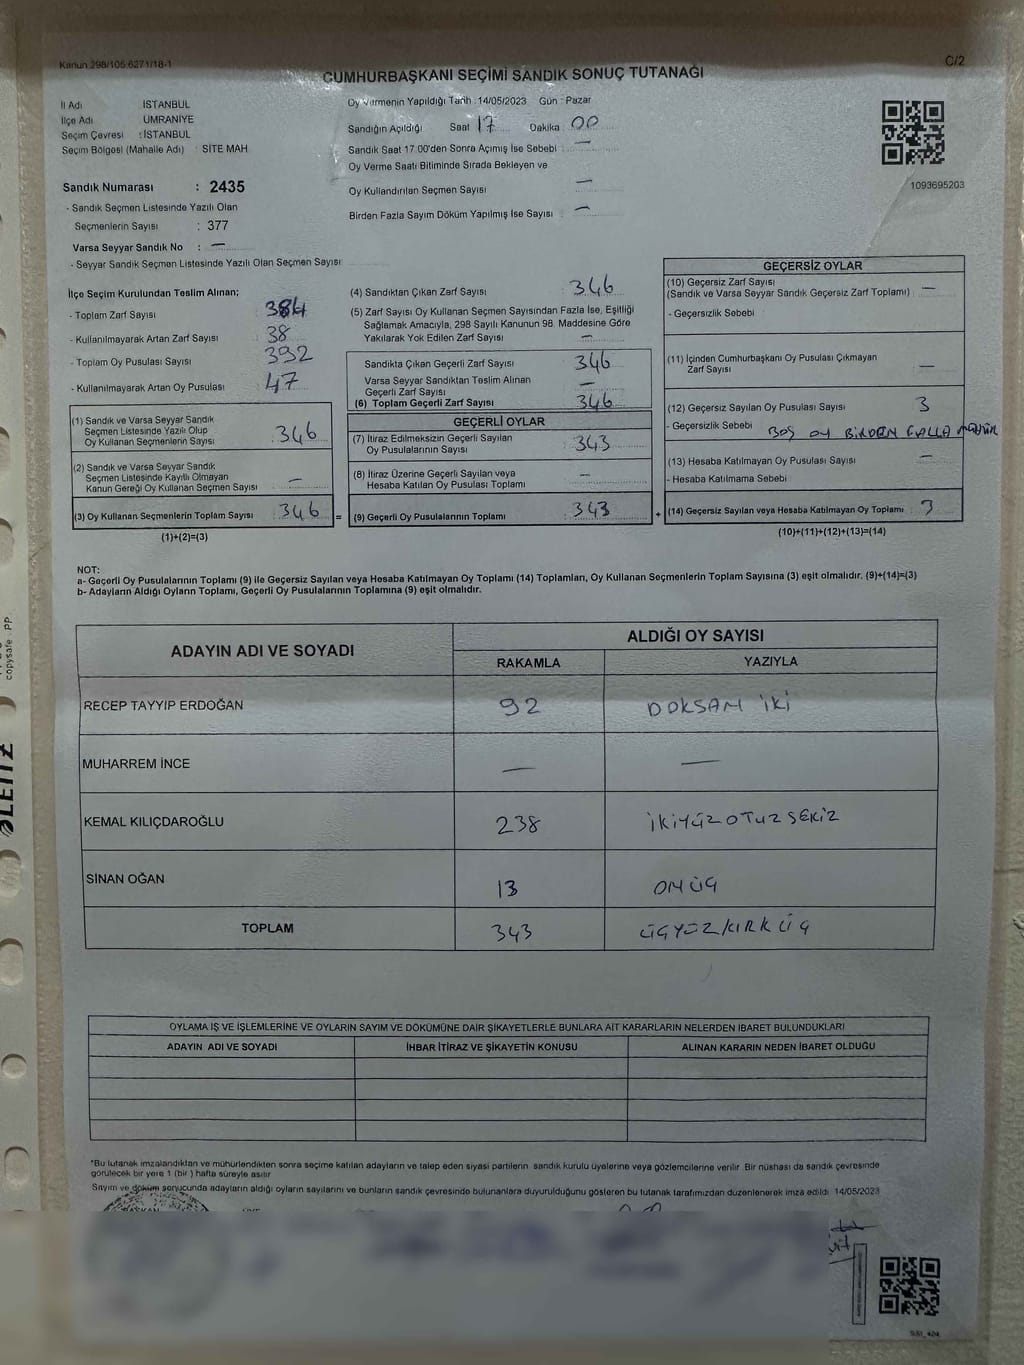 Kanun 298/105 6271/18-1
C/2
CUMHURBAŞKANI SEÇİMİ SANDIK SONUÇ TUTANAĞI
İl Adı İSTANBUL
İlçe Adı ÜMRANİYE
Seçim Çevresi : İSTANBUL
Seçim Bölgesi (Mahalle Adı) : SİTE MAH
Sandık Numarası : 2435
- Sandık Seçmen Listesinde Yazılı Olan
Seçmenlerin Sayısı : 377
Varsa Seyyar Sandık No : —
- Seyyar Sandık Seçmen Listesinde Yazılı Olan Seçmen Sayısı
Oy Vermenin Yapıldığı Tarih : 14/05/2023 Gün : Pazar
Sandığın Açıldığı Saat 17 Dakika 00
Sandık Saat 17.00'den Sonra Açmış İse Sebebi : —
Oy Verme Saati Bitiminde Sırada Bekleyen ve
Oy Kullandırılan Seçmen Sayısı —
Birden Fazla Sayım Döküm Yapılmış İse Sayısı : —
1093695203
İlçe Seçim Kurulundan Teslim Alınan;
- Toplam Zarf Sayısı 384
- Kullanılmayarak Artan Zarf Sayısı 38
- Toplam Oy Pusulası Sayısı 392
- Kullanılmayarak Artan Oy Pusulası 47
(1) Sandık ve Varsa Seyyar Sandık
Seçmen Listesinde Yazılı Olup
Oy Kullanan Seçmenlerin Sayısı 346
(2) Sandık ve Varsa Seyyar Sandık
Seçmen Listesinde Kayıtlı Olmayan
Kanun Gereği Oy Kullanan Seçmen Sayısı —
(3) Oy Kullanan Seçmenlerin Toplam Sayısı 346
(1)+(2)=(3)
(4) Sandıktan Çıkan Zarf Sayısı 346
(5) Zarf Sayısı Oy Kullanan Seçmen Sayısından Fazla İse, Eşitliği
Sağlamak Amacıyla, 298 Sayılı Kanunun 98. Maddesine Göre
Yakılarak Yok Edilen Zarf Sayısı —
Sandıkta Çıkan Geçerli Zarf Sayısı 346
Varsa Seyyar Sandıktan Teslim Alınan
Geçerli Zarf Sayısı —
(6) Toplam Geçerli Zarf Sayısı 346
GEÇERLİ OYLAR
(7) İtiraz Edilmeksizin Geçerli Sayılan
Oy Pusulalarının Sayısı 343
(8) İtiraz Üzerine Geçerli Sayılan veya
Hesaba Katılan Oy Pusulası Toplamı —
= (9) Geçerli Oy Pusulalarının Toplamı 343
GEÇERSİZ OYLAR
(10) Geçersiz Zarf Sayısı
(Sandık ve Varsa Seyyar Sandık Geçersiz Zarf Toplamı) : —
- Geçersizlik Sebebi
(11) İçinden Cumhurbaşkanı Oy Pusulası Çıkmayan
Zarf Sayısı —
(12) Geçersiz Sayılan Oy Pusulası Sayısı 3
- Geçersizlik Sebebi BOŞ OY BİRDEN FAZLA MÜHÜR
(13) Hesaba Katılmayan Oy Pusulası Sayısı —
- Hesaba Katılmama Sebebi
+ (14) Geçersiz Sayılan veya Hesaba Katılmayan Oy Toplamı 3
(10)+(11)+(12)+(13)=(14)
NOT:
a- Geçerli Oy Pusulalarının Toplamı (9) ile Geçersiz Sayılan veya Hesaba Katılmayan Oy Toplamı (14) Toplamları, Oy Kullanan Seçmenlerin Toplam Sayısına (3) eşit olmalıdır. (9)+(14)=(3)
b- Adayların Aldığı Oyların Toplamı, Geçerli Oy Pusulalarının Toplamına (9) eşit olmalıdır.
ADAYIN ADI VE SOYADI ALDIĞI OY SAYISI
RAKAMLA YAZIYLA
RECEP TAYYIP ERDOĞAN 92 DOKSAN İKİ
MUHARREM İNCE — —
KEMAL KILIÇDAROĞLU 238 İKİYÜZOTUZSEKİZ
SİNAN OĞAN 13 ONÜÇ
TOPLAM 343 ÜÇYÜZKIRKÜÇ
OYLAMA İŞ VE İŞLEMLERİNE VE OYLARIN SAYIM VE DÖKÜMÜNE DAİR ŞİKAYETLERLE BUNLARA AİT KARARLARIN NELERDEN İBARET BULUNDUKLARI
ADAYIN ADI VE SOYADI İHBAR İTİRAZ VE ŞİKAYETİN KONUSU ALINAN KARARIN NEDEN İBARET OLDUĞU
*Bu tutanak imzalandıktan ve mühürlendikten sonra seçime katılan adayların ve talep eden siyasi partilerin sandık kurulu üyelerine veya gözlemcilerine verilir. Bir nüshası da sandık çevresinde
görülecek bir yere 1 (bir) hafta süreyle asılır
Sayım ve döküm sonucunda adayların aldığı oyların sayılarını ve bunların sandık çevresinde bulunanlara duyurulduğunu gösteren bu tutanak tarafımızdan düzenlenerek imza edildi 14/05/2023
copysafe PP
LEITZ